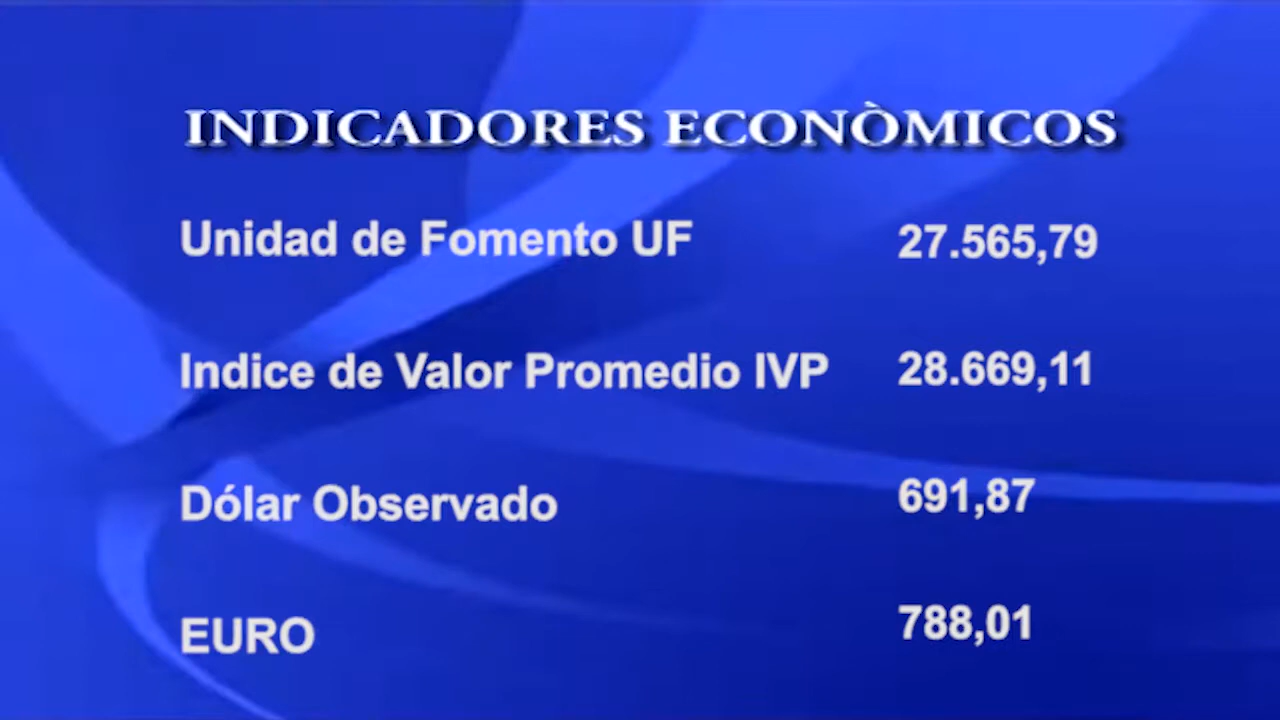 INDICADORES ECONÒMICOS
Unidad de Fomento UF 27.565,79
Indice de Valor Promedio IVP 28.669,11
Dólar Observado 691,87
EURO 788,01